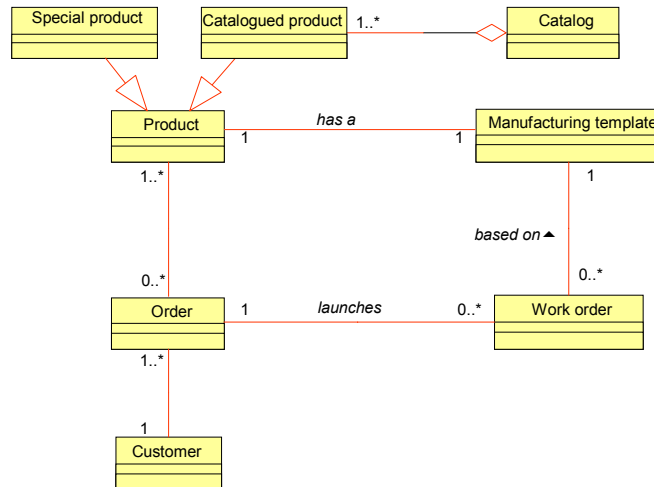 Special product
Catalogued product
1..*
Catalog
Product
has a
1
1
Manufacturing template
1..*
1
based on
0..*
0..*
Order
1
launches
0..*
Work order
1..*
1
Customer